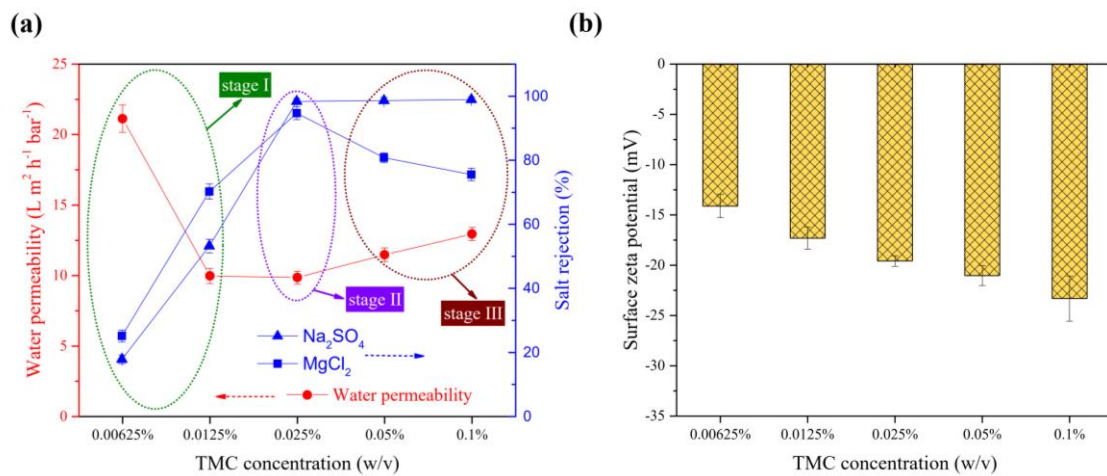 (a)
25
20
15
10
5
0
Water permeability (L m² h⁻¹ bar⁻¹)
100
80
60
40
20
0
Salt rejection (%)
stage I
stage II
stage III
Na₂SO₄
MgCl₂
Water permeability
0.00625% 0.0125% 0.025% 0.05% 0.1%
TMC concentration (w/v)
(b)
0
-5
-10
-15
-20
-25
-30
-35
Surface zeta potential (mV)
0.00625% 0.0125% 0.025% 0.05% 0.1%
TMC concentration (w/v)